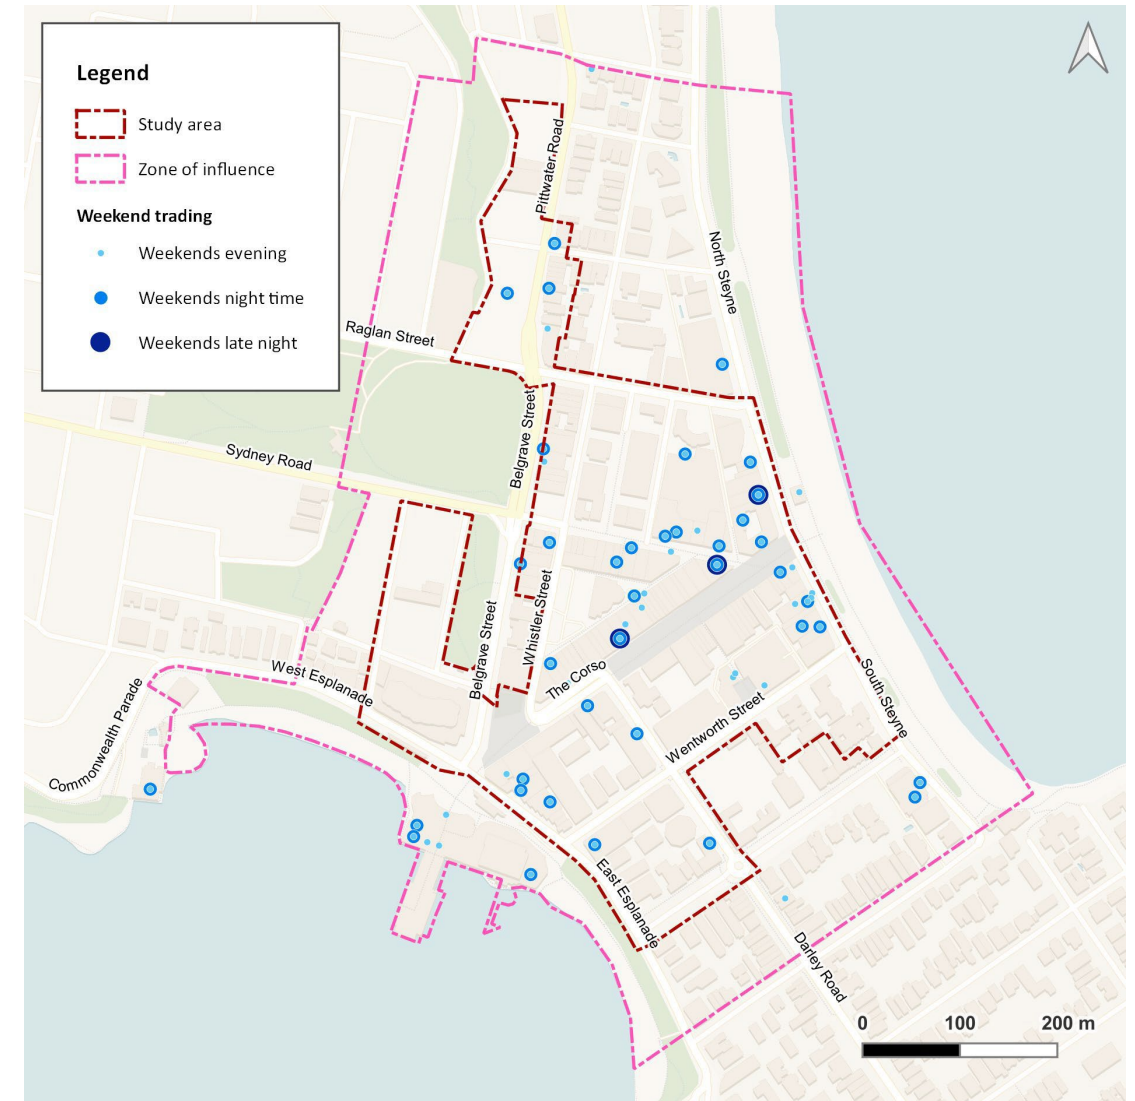 Legend
Study area
Zone of influence
Weekend trading
Weekends evening
Weekends night time
Weekends late night
Pittwater Road
North Steyne
Raglan Street
Belgrave Street
Sydney Road
Whistler Street
Belgrave Street
The Corso
West Esplanade
South Steyne
Wentworth Street
Commonwealth Parade
East Esplanade
Darley Road
0 100 200 m